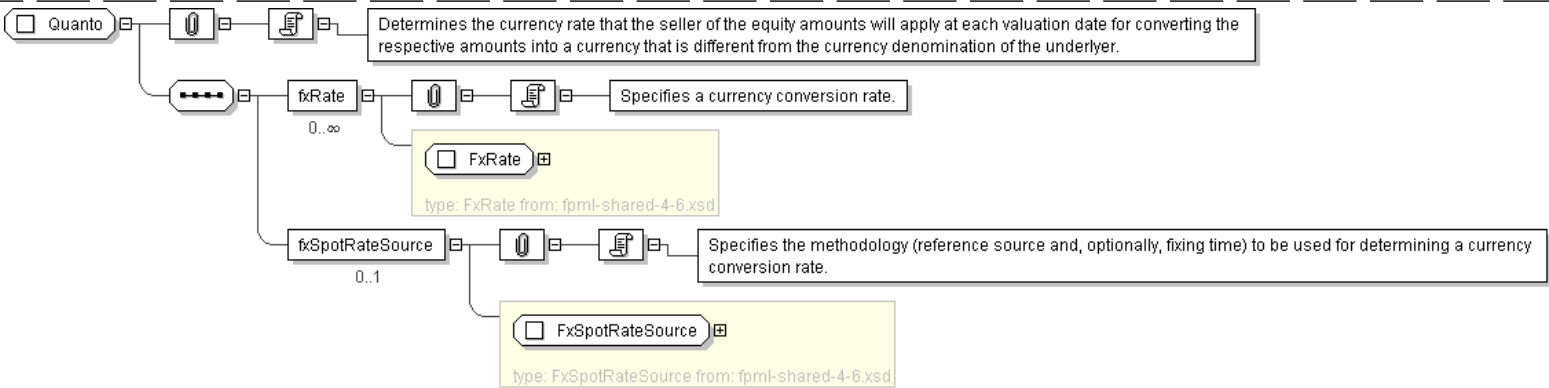 Quanto
Determines the currency rate that the seller of the equity amounts will apply at each valuation date for converting the
respective amounts into a currency that is different from the currency denomination of the underlyer.
fxRate
Specifies a currency conversion rate.
0..∞
FxRate
type: FxRate from: fpml-shared-4-6.xsd
fxSpotRateSource
Specifies the methodology (reference source and, optionally, fixing time) to be used for determining a currency
conversion rate.
0..1
FxSpotRateSource
type: FxSpotRateSource from: fpml-shared-4-6.xsd